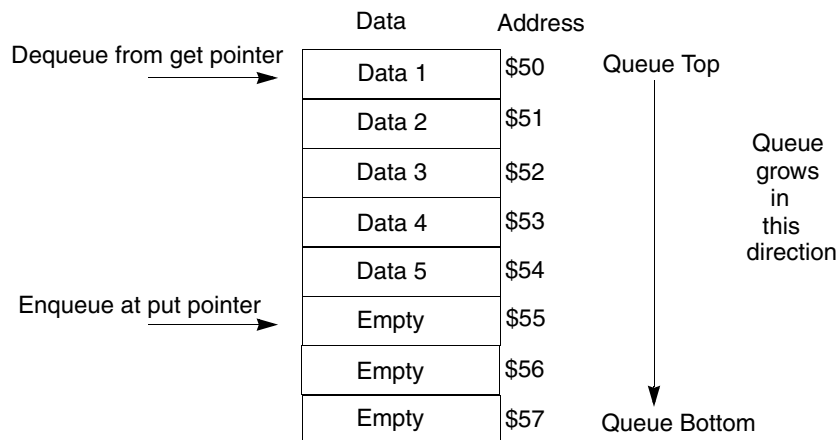 Data Address
Dequeue from get pointer
Data 1 $50 Queue Top
Data 2 $51
Queue
Data 3 $52 grows
in
Data 4 $53 this
direction
Data 5 $54
Enqueue at put pointer
Empty $55
Empty $56
Empty $57 Queue Bottom